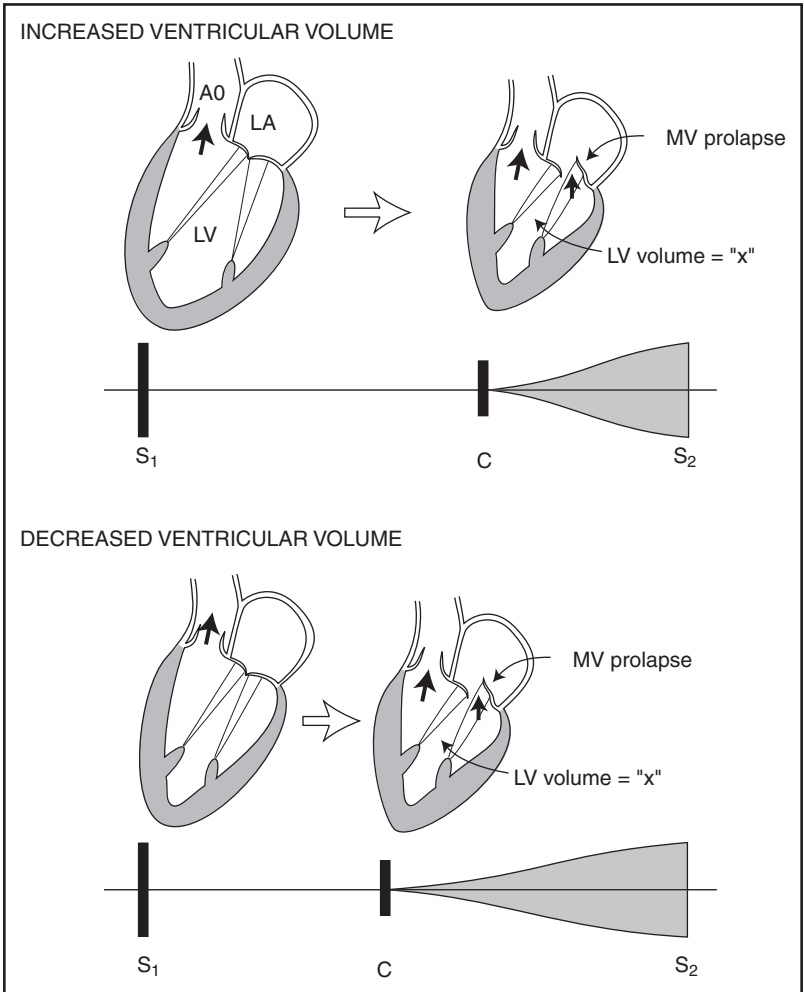 INCREASED VENTRICULAR VOLUME
A0
LA
MV prolapse
LV
LV volume = "x"
S₁
C
S₂
DECREASED VENTRICULAR VOLUME
MV prolapse
LV volume = "x"
S₁
C
S₂